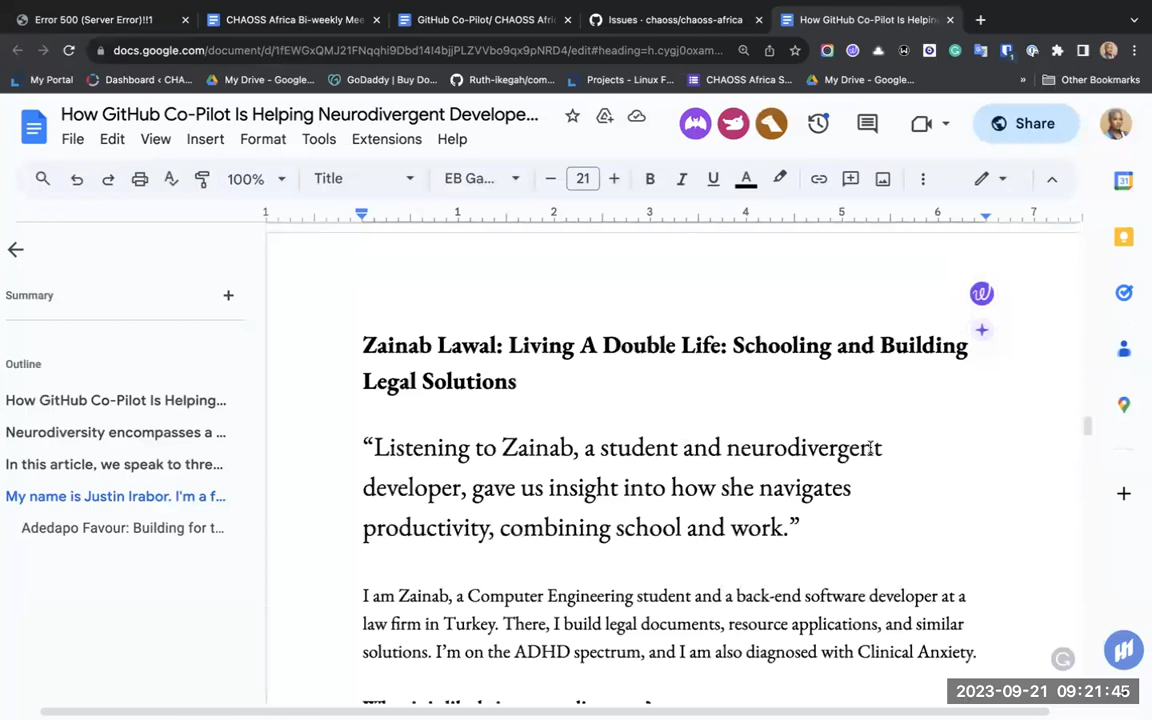 Error 500 (Server Error)!!1
CHAOSS Africa Bi-weekly Mee
GitHub Co-Pilot/ CHAOSS Afri
Issues · chaoss/chaoss-africa
How GitHub Co-Pilot Is Helpin
docs.google.com/document/d/1fEWGxQMJ21FNqqhi9Dbd14I4bjjPLZVVbo9qx9pNRD4/edit#heading=h.cygj0oxam...
My Portal
Dashboard ‹ CHA...
My Drive - Google...
GoDaddy | Buy Do...
Ruth-ikegah/com...
Projects - Linux F...
CHAOSS Africa S...
My Drive - Google...
»
Other Bookmarks
How GitHub Co-Pilot Is Helping Neurodivergent Develope...
File Edit View Insert Format Tools Extensions Help
Share
100% Title EB Ga... 21 B I U A
1 1 2 3 4 5 6 7
Summary
Outline
How GitHub Co-Pilot Is Helping...
Neurodiversity encompasses a ...
In this article, we speak to thre...
My name is Justin Irabor. I'm a f...
Adedapo Favour: Building for t...
Zainab Lawal: Living A Double Life: Schooling and Building
Legal Solutions
“Listening to Zainab, a student and neurodivergent
developer, gave us insight into how she navigates
productivity, combining school and work.”
I am Zainab, a Computer Engineering student and a back-end software developer at a
law firm in Turkey. There, I build legal documents, resource applications, and similar
solutions. I’m on the ADHD spectrum, and I am also diagnosed with Clinical Anxiety.
2023-09-21 09:21:45